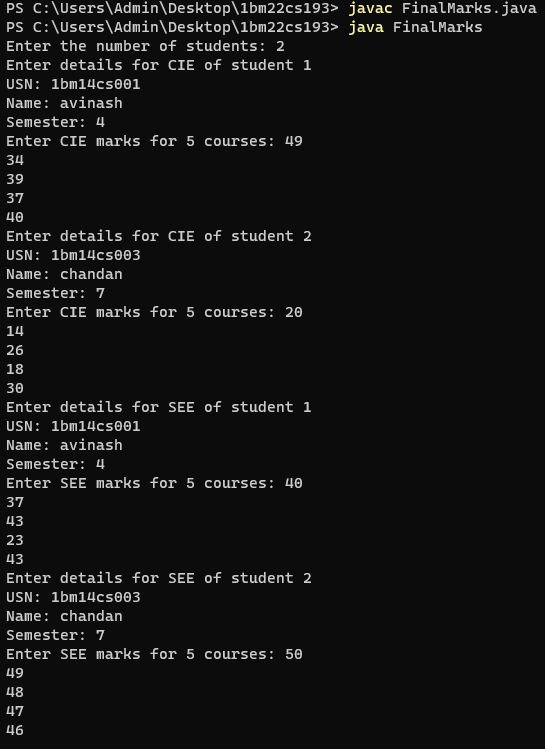 PS C:\Users\Admin\Desktop\1bm22cs193> javac FinalMarks.java
PS C:\Users\Admin\Desktop\1bm22cs193> java FinalMarks
Enter the number of students: 2
Enter details for CIE of student 1
USN: 1bm14cs001
Name: avinash
Semester: 4
Enter CIE marks for 5 courses: 49
34
39
37
40
Enter details for CIE of student 2
USN: 1bm14cs003
Name: chandan
Semester: 7
Enter CIE marks for 5 courses: 20
14
26
18
30
Enter details for SEE of student 1
USN: 1bm14cs001
Name: avinash
Semester: 4
Enter SEE marks for 5 courses: 40
37
43
23
43
Enter details for SEE of student 2
USN: 1bm14cs003
Name: chandan
Semester: 7
Enter SEE marks for 5 courses: 50
49
48
47
46